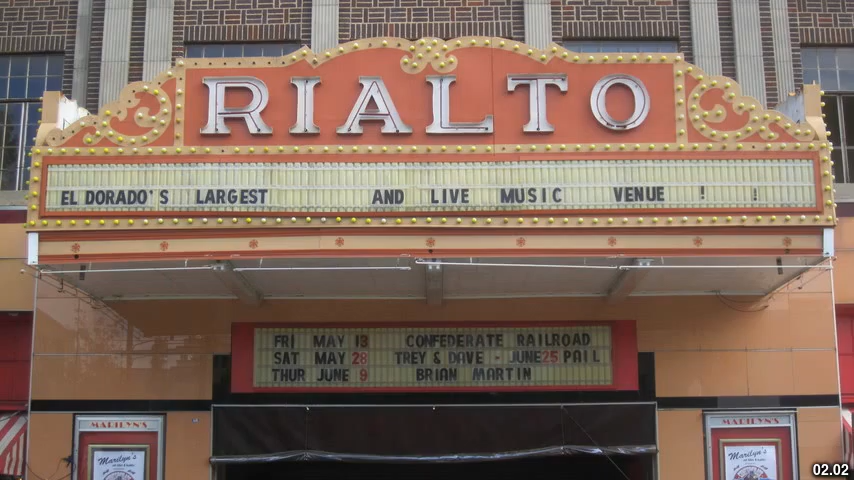 RIALTO
EL DORADO'S LARGEST AND LIVE MUSIC VENUE ! !
FRI MAY 13 CONFEDERATE RAILROAD
SAT MAY 28 TREY & DAVE - JUNE 25 PAIL
THUR JUNE 9 BRIAN MARTIN
MARILYN'S
Marilyn's
MARILYN'S
Marilyn's
02.02